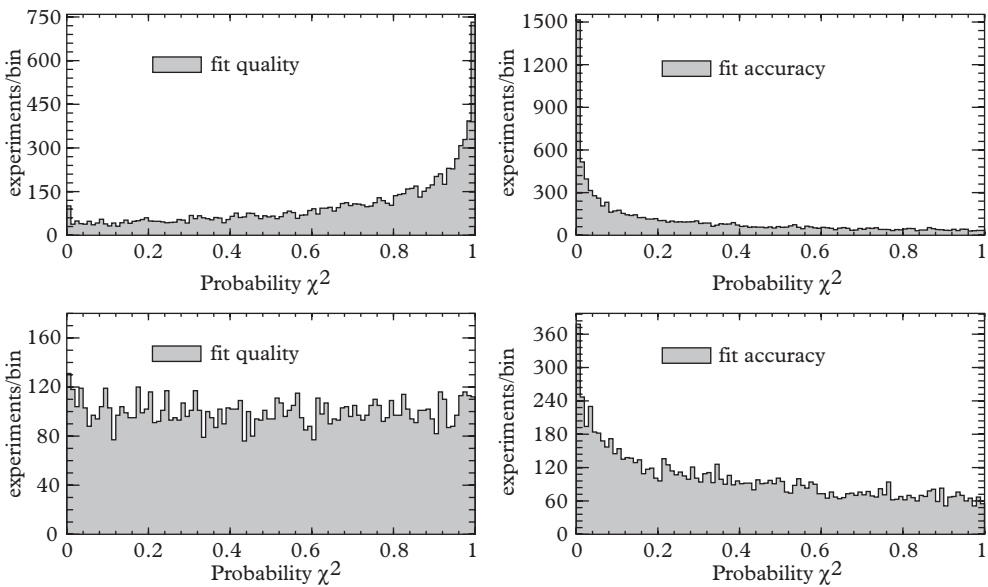 750
600
450
300
150
0
experiments/bin
fit quality
0 0.2 0.4 0.6 0.8 1
Probability χ2
1500
1200
900
600
300
0
experiments/bin
fit accuracy
0 0.2 0.4 0.6 0.8 1
Probability χ2
160
120
80
40
0
experiments/bin
fit quality
0 0.2 0.4 0.6 0.8 1
Probability χ2
360
300
240
180
120
60
0
experiments/bin
fit accuracy
0 0.2 0.4 0.6 0.8 1
Probability χ2